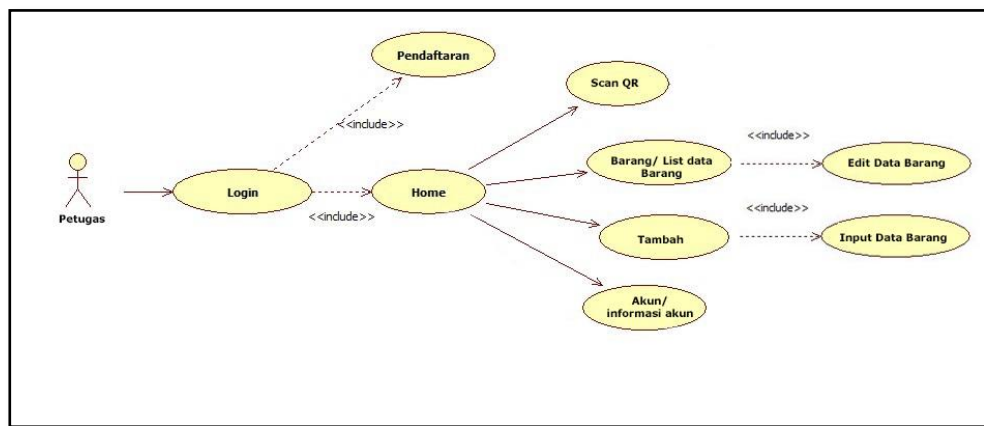 Pendaftaran
Scan QR
<<include>>
<<include>>
Barang/ List data
Barang
Edit Data Barang
Petugas
Login
<<include>>
Home
<<include>>
Tambah
Input Data Barang
Akun/
informasi akun